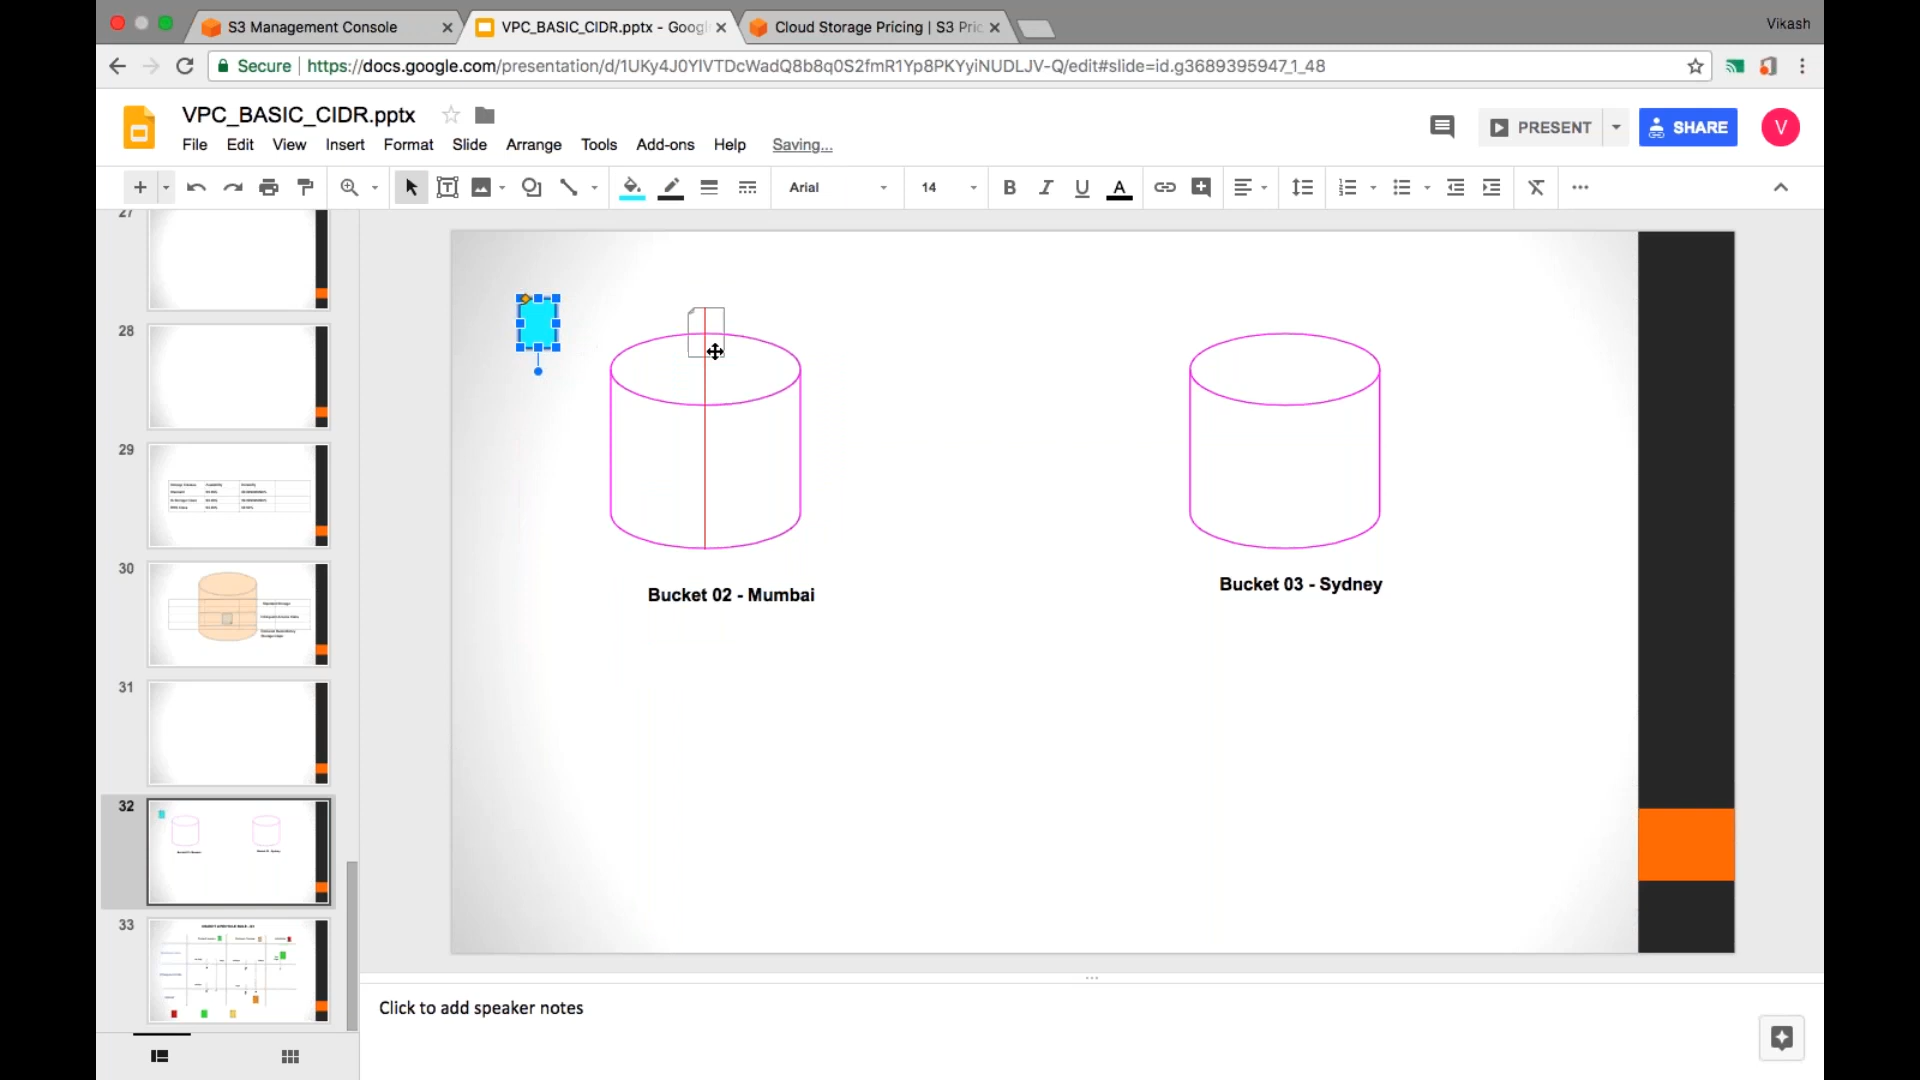 S3 Management Console
VPC_BASIC_CIDR.pptx - Googl
Cloud Storage Pricing | S3 Pric
Vikash
Secure https://docs.google.com/presentation/d/1UKy4J0YIVTDcWadQ8b8q0S2fmR1Yp8PKYyiNUDLJV-Q/edit#slide=id.g3689395947_1_48
VPC_BASIC_CIDR.pptx
File Edit View Insert Format Slide Arrange Tools Add-ons Help Saving...
PRESENT
SHARE
V
Arial
14
B I U A
27
28
29
30
31
32
33
Bucket 02 - Mumbai
Bucket 03 - Sydney
Click to add speaker notes